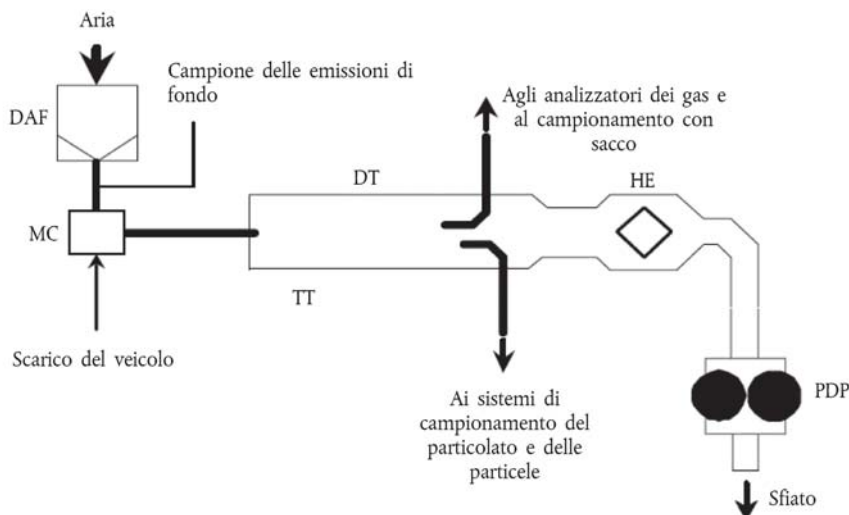 Aria
Campione delle emissioni di
fondo
DAF
Agli analizzatori dei gas e
al campionamento con
sacco
DT
HE
MC
TT
Scarico del veicolo
Ai sistemi di
campionamento del
particolato e delle
particele
PDP
Sfiato